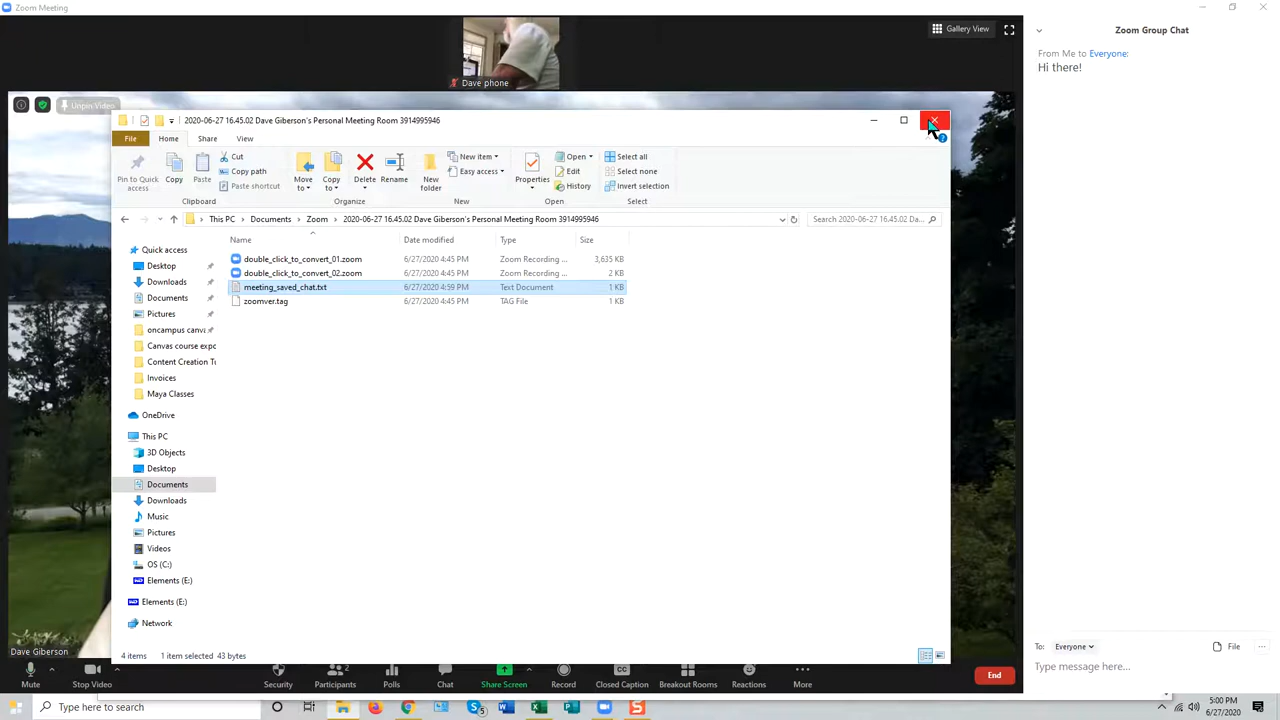 Zoom Meeting
Gallery View
Zoom Group Chat
From Me to Everyone:
Hi there!
Dave phone
Unpin Video
2020-06-27 16.45.02 Dave Giberson's Personal Meeting Room 3914995946
File Home Share View
Pin to Quick access
Copy
Paste
Cut
Copy path
Paste shortcut
Clipboard
Move to
Copy to
Delete
Rename
Organize
New folder
New item
Easy access
New
Properties
Open
Edit
History
Open
Select all
Select none
Invert selection
Select
This PC > Documents > Zoom > 2020-06-27 16.45.02 Dave Giberson's Personal Meeting Room 3914995946
Search 2020-06-27 16.45.02 Da...
Name Date modified Type Size
double_click_to_convert_01.zoom 6/27/2020 4:45 PM Zoom Recording ... 3,635 KB
double_click_to_convert_02.zoom 6/27/2020 4:45 PM Zoom Recording ... 2 KB
meeting_saved_chat.txt 6/27/2020 4:59 PM Text Document 1 KB
zoomver.tag 6/27/2020 4:45 PM TAG File 1 KB
Quick access
Desktop
Downloads
Documents
Pictures
oncampus canva
Canvas course expo
Content Creation Tu
Invoices
Maya Classes
OneDrive
This PC
3D Objects
Desktop
Documents
Downloads
Music
Pictures
Videos
OS (C:)
Elements (E:)
Elements (E:)
Network
4 items 1 item selected 43 bytes
Dave Giberson
To: Everyone File ...
Type message here...
Mute
Stop Video
Security
Participants 2
Polls
Chat
Share Screen
Record
CC
Closed Caption
Breakout Rooms
Reactions
More
End
Type here to search
5:00 PM
6/27/2020